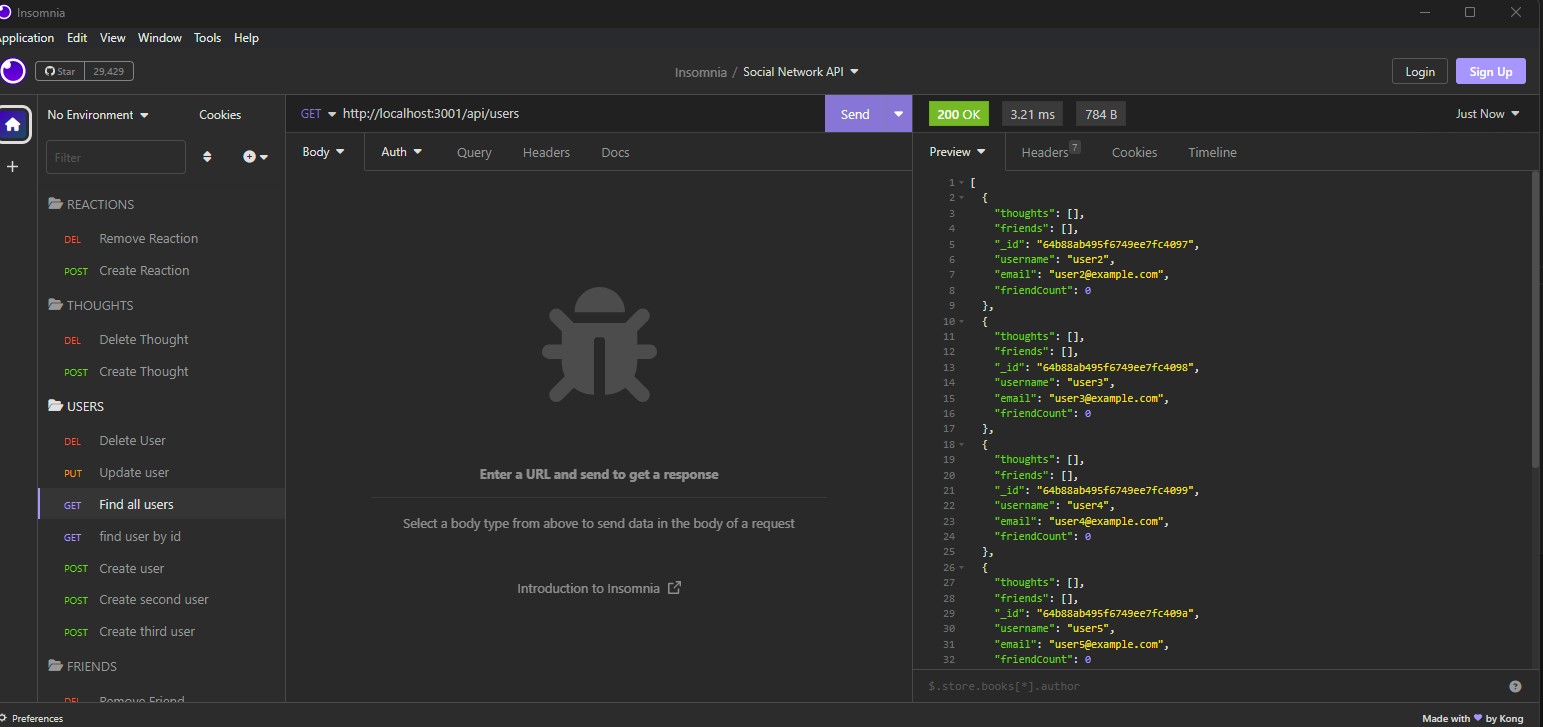 Insomnia
Application Edit View Window Tools Help
Star 29,429
Insomnia / Social Network API
Login Sign Up
No Environment Cookies
GET http://localhost:3001/api/users Send
200 OK 3.21 ms 784 B Just Now
Filter
Body Auth Query Headers Docs
Preview Headers 7 Cookies Timeline
REACTIONS
DEL Remove Reaction
POST Create Reaction
THOUGHTS
DEL Delete Thought
POST Create Thought
USERS
DEL Delete User
PUT Update user
GET Find all users
GET find user by id
POST Create user
POST Create second user
POST Create third user
FRIENDS
DEL Remove Friend
Enter a URL and send to get a response
Select a body type from above to send data in the body of a request
Introduction to Insomnia
1 [
2 {
3 "thoughts": [],
4 "friends": [],
5 "_id": "64b88ab495f6749ee7fc4097",
6 "username": "user2",
7 "email": "user2@example.com",
8 "friendCount": 0
9 },
10 {
11 "thoughts": [],
12 "friends": [],
13 "_id": "64b88ab495f6749ee7fc4098",
14 "username": "user3",
15 "email": "user3@example.com",
16 "friendCount": 0
17 },
18 {
19 "thoughts": [],
20 "friends": [],
21 "_id": "64b88ab495f6749ee7fc4099",
22 "username": "user4",
23 "email": "user4@example.com",
24 "friendCount": 0
25 },
26 {
27 "thoughts": [],
28 "friends": [],
29 "_id": "64b88ab495f6749ee7fc409a",
30 "username": "user5",
31 "email": "user5@example.com",
32 "friendCount": 0
$.store.books[*].author
Preferences
Made with by Kong